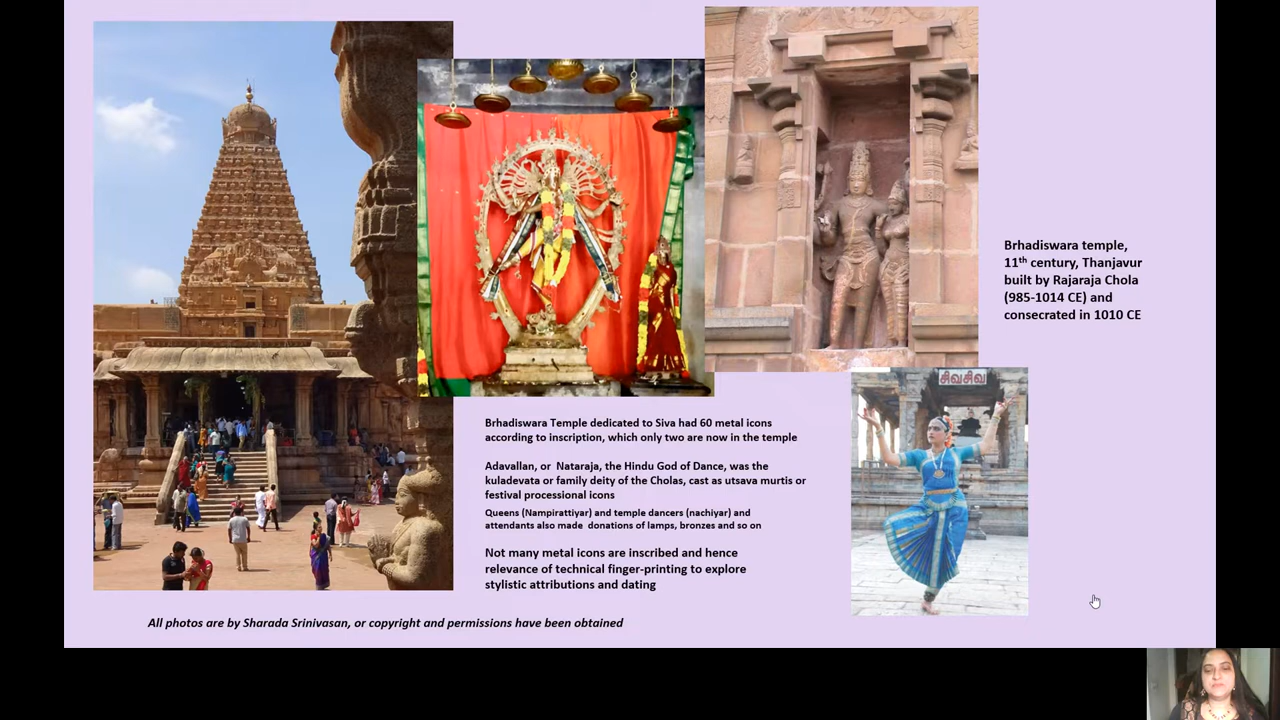 Brhadiswara temple,
11th century, Thanjavur
built by Rajaraja Chola
(985-1014 CE) and
consecrated in 1010 CE
சிவசிவ
Brhadiswara Temple dedicated to Siva had 60 metal icons
according to inscription, which only two are now in the temple
Adavallan, or Nataraja, the Hindu God of Dance, was the
kuladevata or family deity of the Cholas, cast as utsava murtis or
festival processional icons
Queens (Nampirattiyar) and temple dancers (nachiyar) and
attendants also made donations of lamps, bronzes and so on
Not many metal icons are inscribed and hence
relevance of technical finger-printing to explore
stylistic attributions and dating
All photos are by Sharada Srinivasan, or copyright and permissions have been obtained